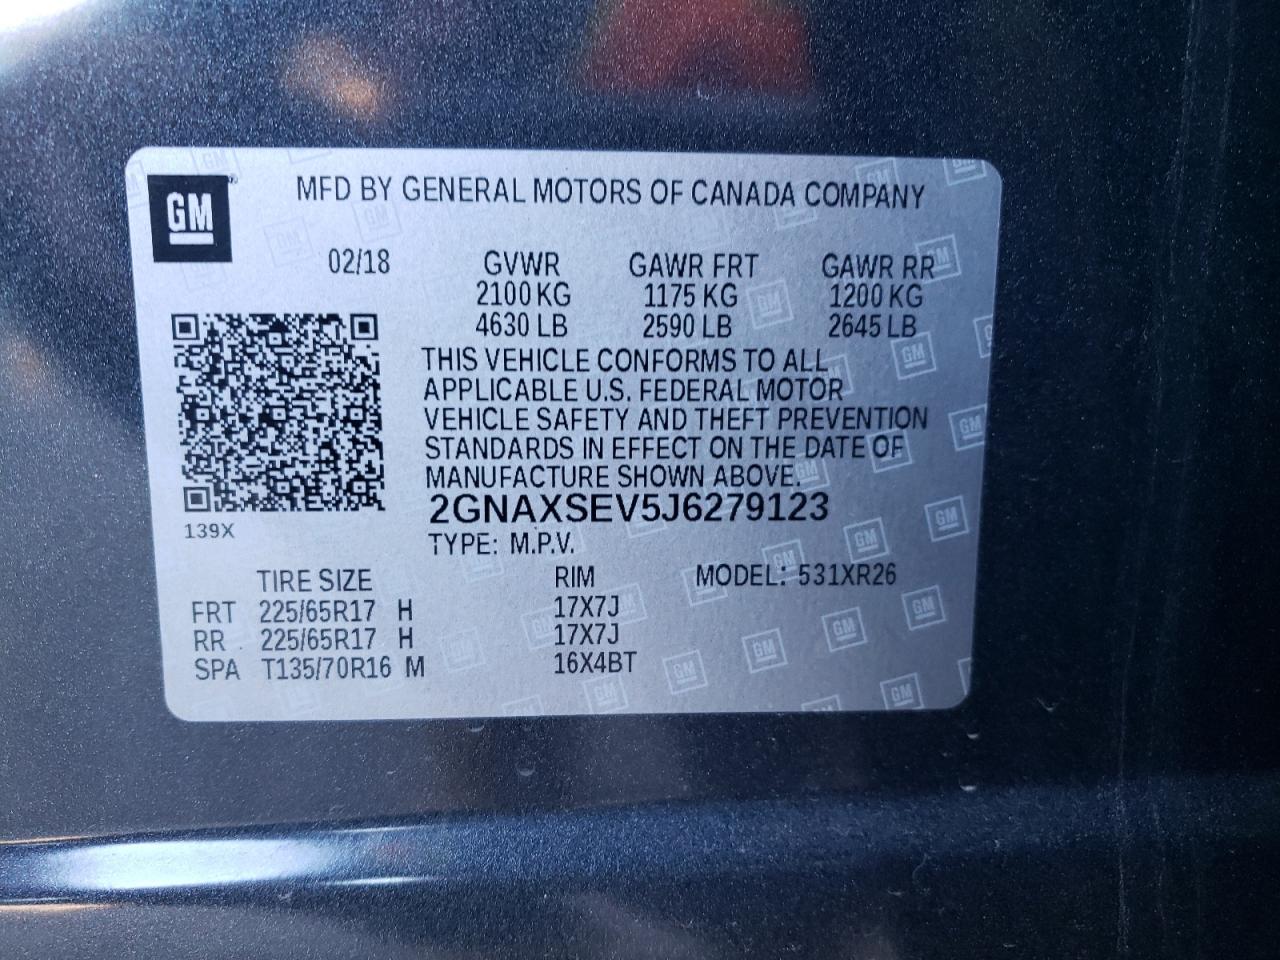 GM
MFD BY GENERAL MOTORS OF CANADA COMPANY
02/18 GVWR GAWR FRT GAWR RR
2100 KG 1175 KG 1200 KG
4630 LB 2590 LB 2645 LB
THIS VEHICLE CONFORMS TO ALL
APPLICABLE U.S. FEDERAL MOTOR
VEHICLE SAFETY AND THEFT PREVENTION
STANDARDS IN EFFECT ON THE DATE OF
MANUFACTURE SHOWN ABOVE.
2GNAXSEV5J6279123
139X
TYPE: M.P.V.
TIRE SIZE RIM MODEL: 531XR26
FRT 225/65R17 H 17X7J
RR 225/65R17 H 17X7J
SPA T135/70R16 M 16X4BT